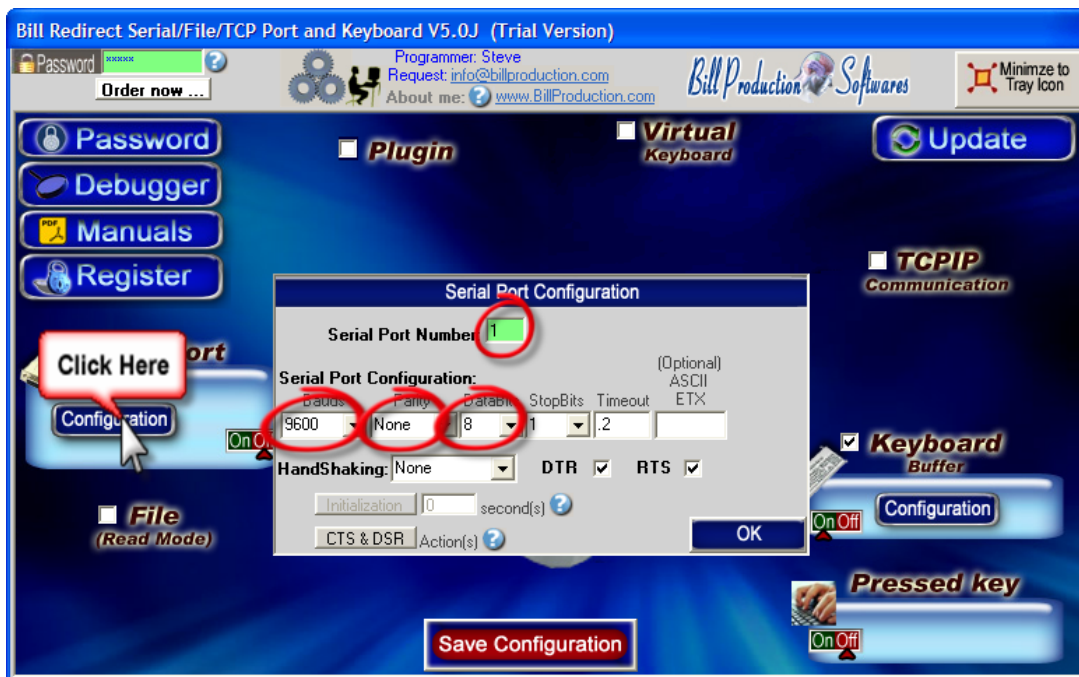 Bill Redirect Serial/File/TCP Port and Keyboard V5.0J (Trial Version)
Password *****
Order now ...
Programmer: Steve
Request: info@billproduction.com
About me: www.BillProduction.com
Bill Production Softwares
Minimze to
Tray Icon
Password
Debugger
Manuals
Register
Plugin
Virtual
Keyboard
Update
TCPIP
Communication
Click Here
ort
Configuration
On
File
(Read Mode)
Serial Port Configuration
Serial Port Number 1
Serial Port Configuration:
(Optional)
ASCII
ETX
Bauds Parity DataBit StopBits Timeout
9600 None 8 1 .2
HandShaking: None DTR RTS
Initialization 0 second(s)
CTS & DSR Action(s)
OK
Keyboard
Buffer
Configuration
On Off
Pressed key
On Off
Save Configuration